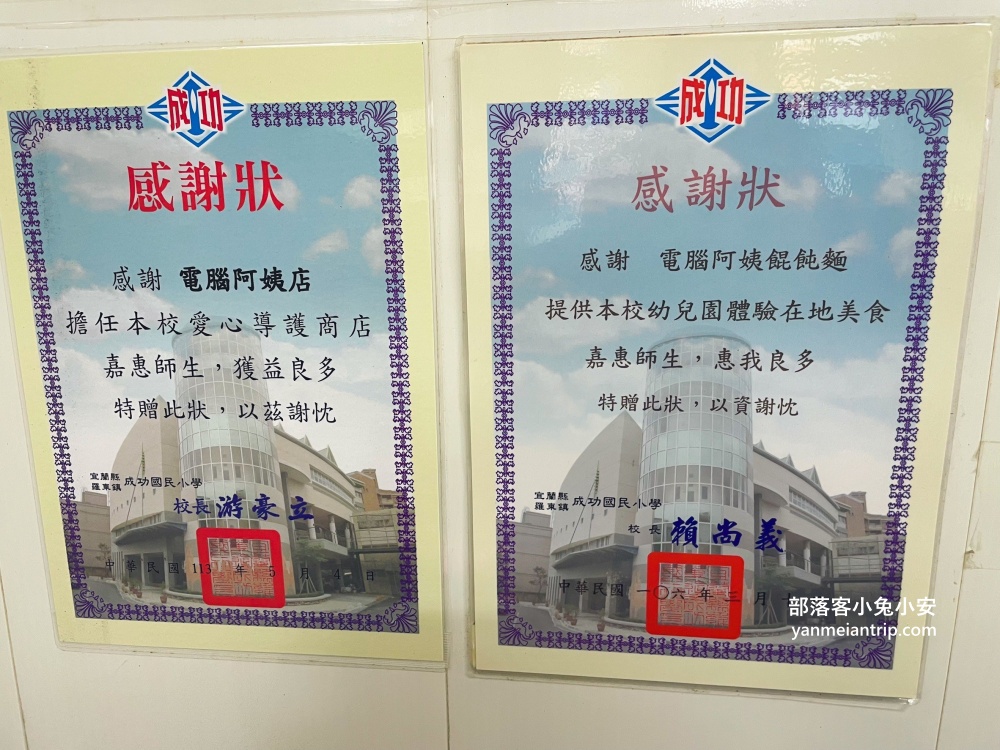 成功
感謝狀
感謝 電腦阿姨店
擔任本校愛心導護商店
嘉惠師生，獲益良多
特贈此狀，以茲謝忱
宜蘭縣
羅東鎮 成功國民小學
校長 游豪立
中華民國 113 年 5 月 4 日
成功
感謝狀
感謝 電腦阿姨餛飩麵
提供本校幼兒園體驗在地美食
嘉惠師生，惠我良多
特贈此狀，以資謝忱
宜蘭縣
羅東鎮 成功國民小學
校長 賴尚義
中華民國 一〇六 年 三 月
部落客小兔小安
yanmeiantrip.com